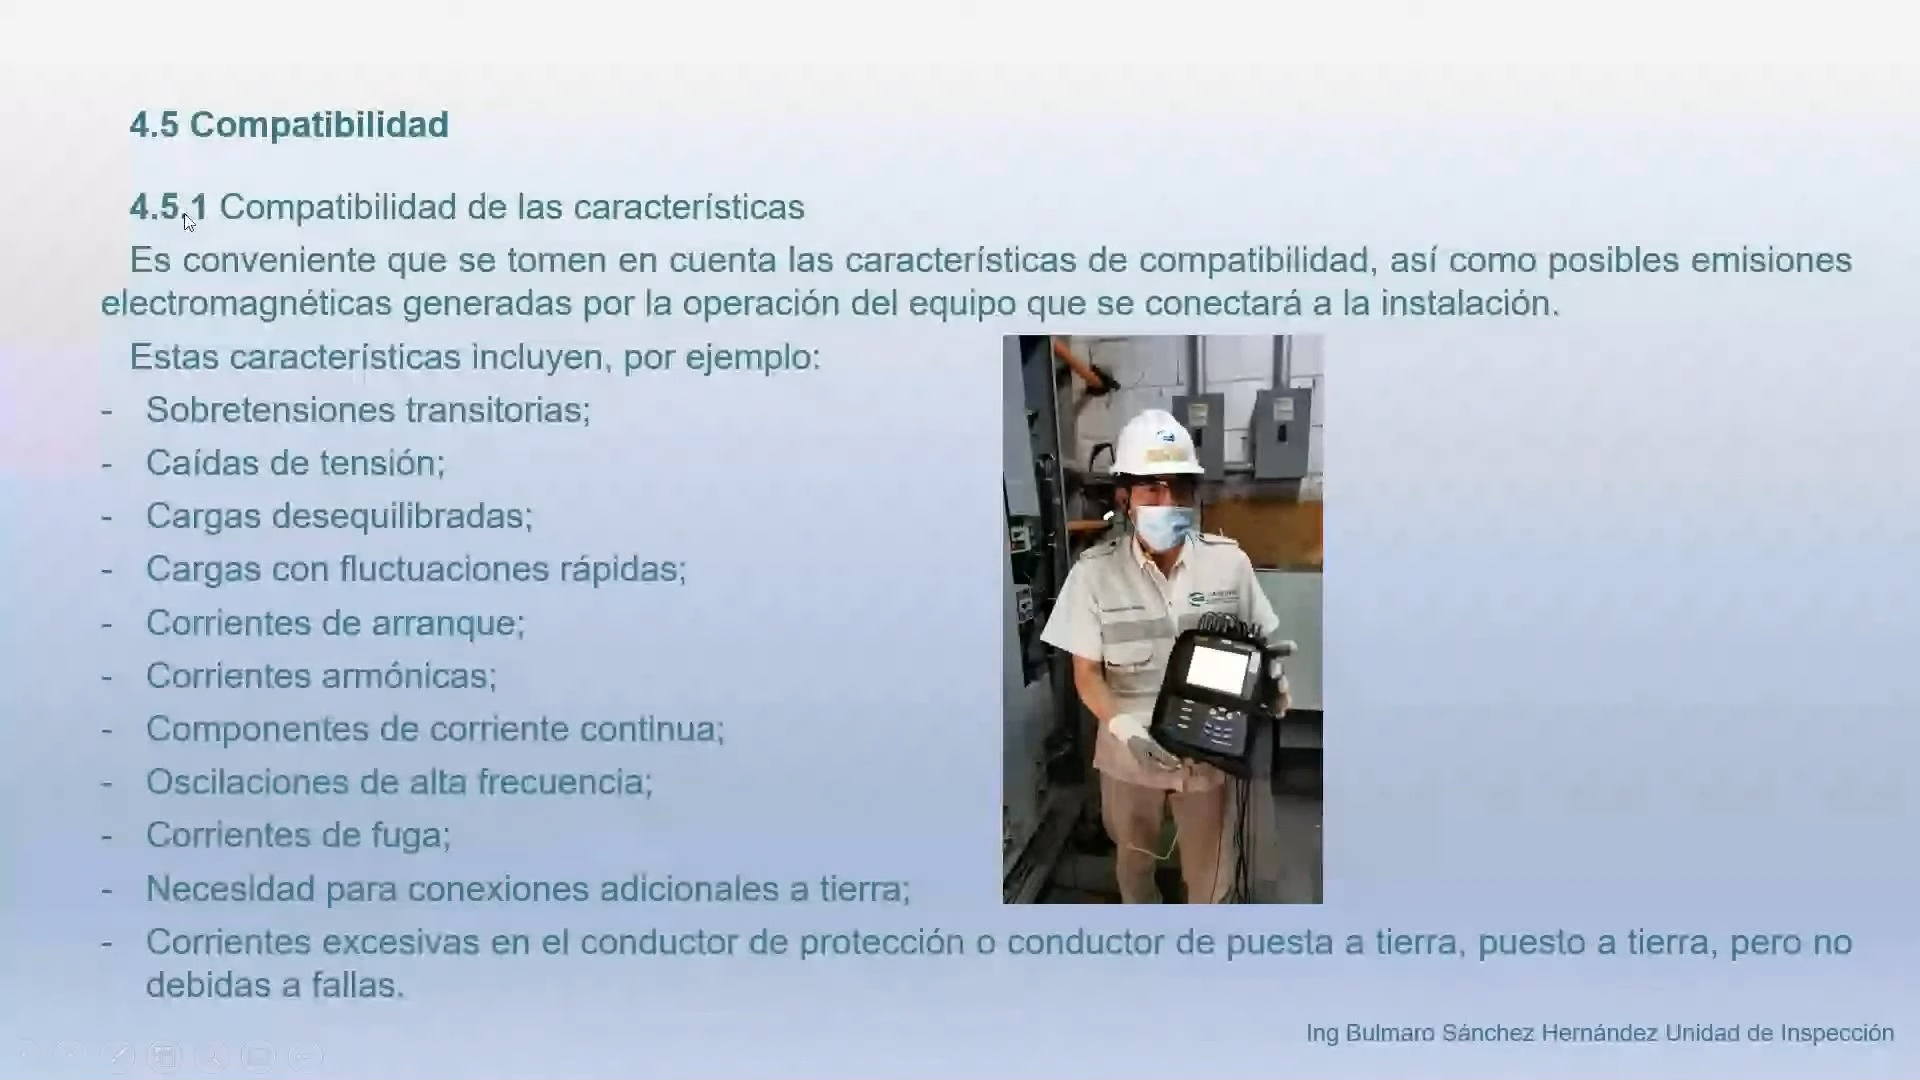 4.5 Compatibilidad
4.5.1 Compatibilidad de las características
Es conveniente que se tomen en cuenta las características de compatibilidad, así como posibles emisiones
electromagnéticas generadas por la operación del equipo que se conectará a la instalación.
Estas características incluyen, por ejemplo:
- Sobretensiones transitorias;
- Caídas de tensión;
- Cargas desequilibradas;
- Cargas con fluctuaciones rápidas;
- Corrientes de arranque;
- Corrientes armónicas;
- Componentes de corriente continua;
- Oscilaciones de alta frecuencia;
- Corrientes de fuga;
- Necesidad para conexiones adicionales a tierra;
- Corrientes excesivas en el conductor de protección o conductor de puesta a tierra, puesto a tierra, pero no
debidas a fallas.
Ing Bulmaro Sánchez Hernández Unidad de Inspección